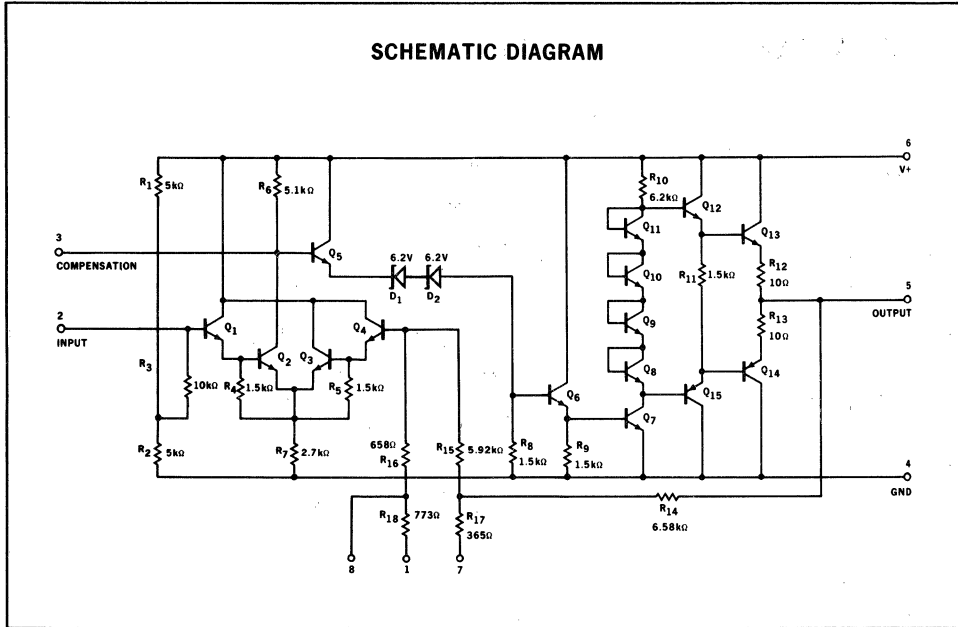 SCHEMATIC DIAGRAM
6
V+
R10
6.2kΩ
R1 5kΩ
R6 5.1kΩ
Q12
Q11
Q13
3
COMPENSATION
Q5
6.2V 6.2V
D1 D2
Q10
R11 1.5kΩ
R12
10Ω
5
OUTPUT
2
INPUT
Q1
Q4
Q9
R13
10Ω
Q2
Q3
R3
10kΩ
R4 1.5kΩ
R5 1.5kΩ
Q8
Q14
Q15
Q6
Q7
R2 5kΩ
R7 2.7kΩ
658Ω
R16
R15 5.92kΩ
R8
1.5kΩ
R9
1.5kΩ
4
GND
R18 773Ω
R17
365Ω
R14
6.58kΩ
8 1 7